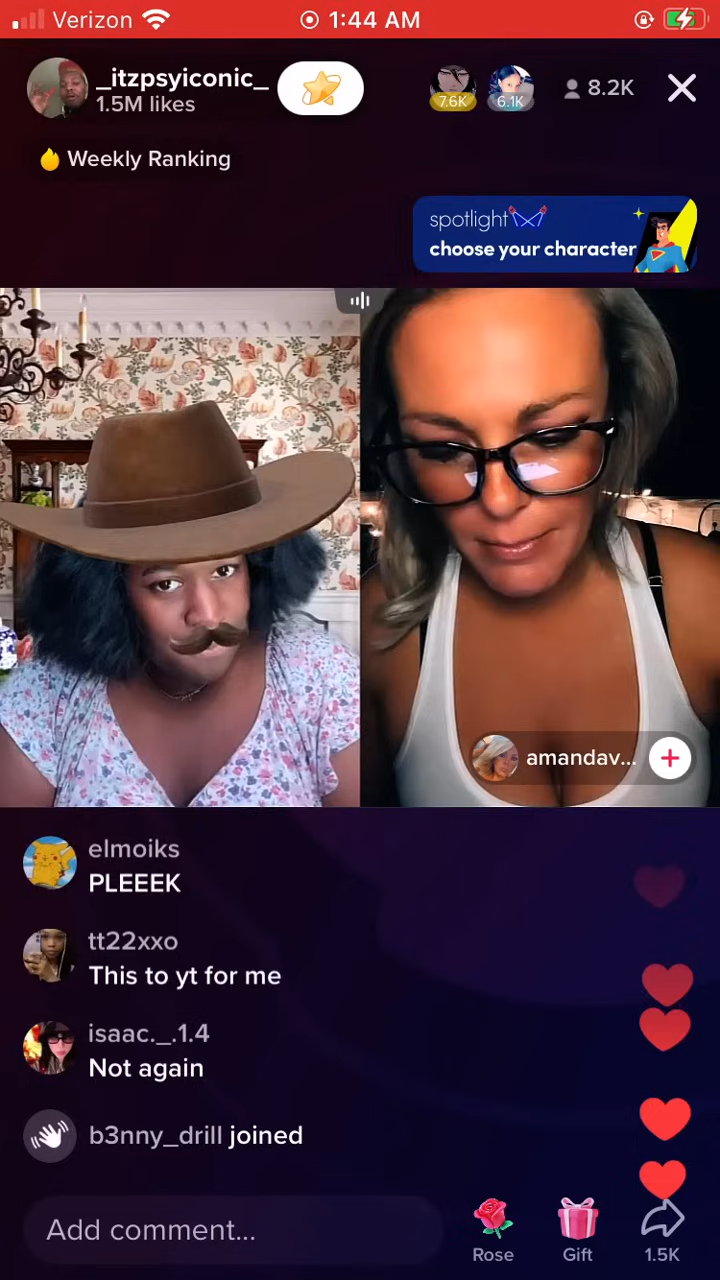 Verizon 1:44 AM
_itzpsyiconic_
1.5M likes
7.6K 6.1K 8.2K
Weekly Ranking
spotlight
choose your character
amandav...
elmoiks
PLEEEK
tt22xxo
This to yt for me
isaac._.1.4
Not again
b3nny_drill joined
Add comment...
Rose Gift 1.5K